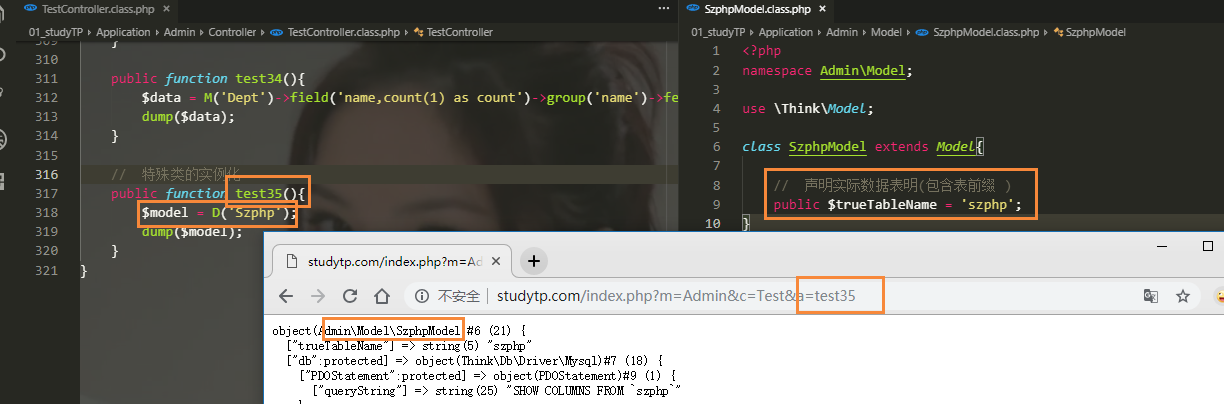 TestController.class.php ×
01_studyTP > Application > Admin > Controller > TestController.class.php > TestController
309 }
310
311 public function test34(){
312 $data = M('Dept')->field('name,count(1) as count')->group('name')->fe
313 dump($data);
314 }
315
316 // 特殊类的实例化
317 public function test35(){
318 $model = D('Szphp');
319 dump($model);
320 }
321 }
SzphpModel.class.php ×
01_studyTP > Application > Admin > Model > SzphpModel.class.php > SzphpModel
1 <?php
2 namespace Admin\Model;
3
4 use \Think\Model;
5
6 class SzphpModel extends Model{
7
8 // 声明实际数据表明(包含表前缀 )
9 public $trueTableName = 'szphp';
10 }
studytp.com/index.php?m=Ad ×
不安全 | studytp.com/index.php?m=Admin&c=Test&a=test35
object(Admin\Model\SzphpModel)#6 (21) {
["trueTableName"] => string(5) "szphp"
["db":protected] => object(Think\Db\Driver\Mysql)#7 (18) {
["PDOStatement":protected] => object(PDOStatement)#9 (1) {
["queryString"] => string(25) "SHOW COLUMNS FROM `szphp`"